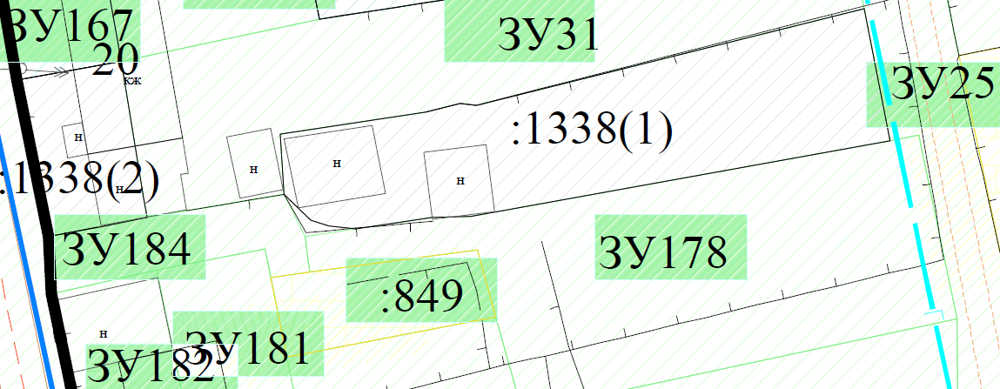 ЗУ167
ЗУ31
20
кж
ЗУ25
:1338(1)
н
н
:1338(2)
н
н
н
ЗУ184
ЗУ178
:849
н
ЗУ181
ЗУ182